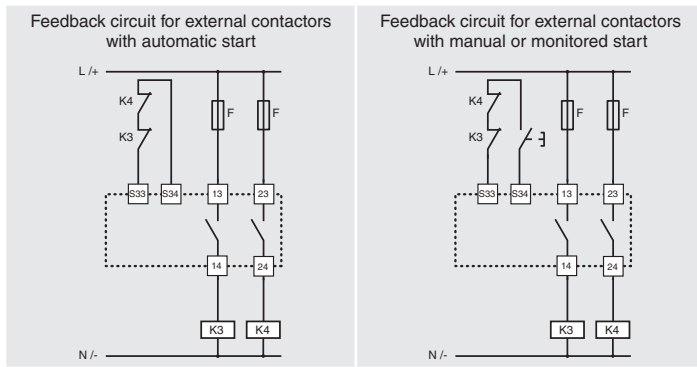 Feedback circuit for external contactors
with automatic start
L /+
K4
K3
F
F
S33
S34
13
23
14
24
K3
K4
N /-
Feedback circuit for external contactors
with manual or monitored start
L /+
K4
K3
F
F
S33
S34
13
23
14
24
K3
K4
N /-